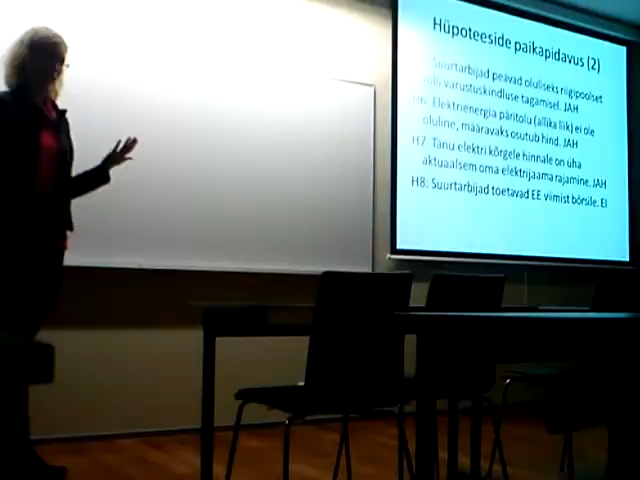 Hüpoteeside paikapidavus (2)
Suurtarbijad peavad oluliseks riigipoolset
rolli varustuskindluse tagamisel. JAH
H6: Elektrienergia päritolu (allika liik) ei ole
oluline, määravaks osutub hind. JAH
H7: Tänu elektri kõrgele hinnale on üha
aktuaalsem oma elektrijaama rajamine. JAH
H8: Suurtarbijad toetavad EE viimist börsile. EI